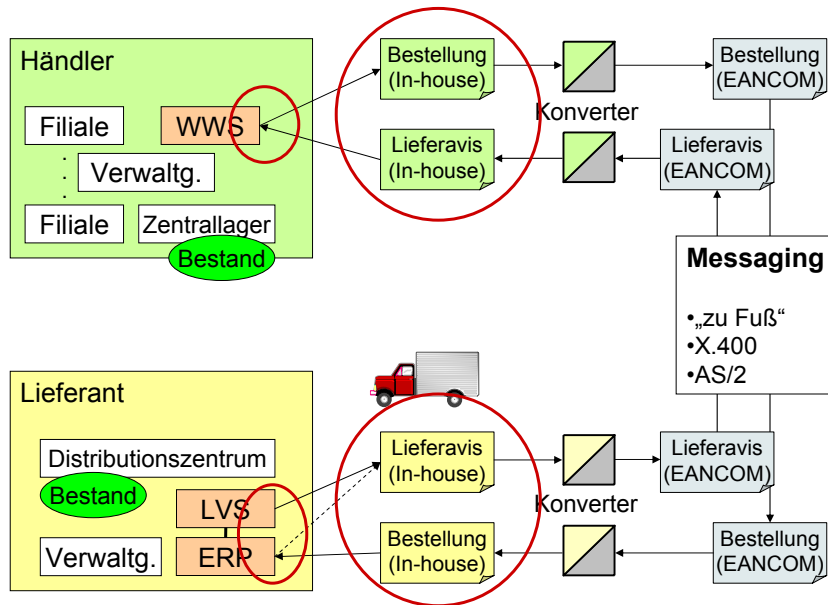 Händler
Filiale
WWS
Verwaltg.
Filiale
Zentrallager
Bestand
Bestellung
(In-house)
Konverter
Bestellung
(EANCOM)
Lieferavis
(In-house)
Lieferavis
(EANCOM)
Messaging
•„zu Fuß“
•X.400
•AS/2
Lieferant
Distributionszentrum
Bestand
LVS
Verwaltg.
ERP
Lieferavis
(In-house)
Konverter
Lieferavis
(EANCOM)
Bestellung
(In-house)
Bestellung
(EANCOM)